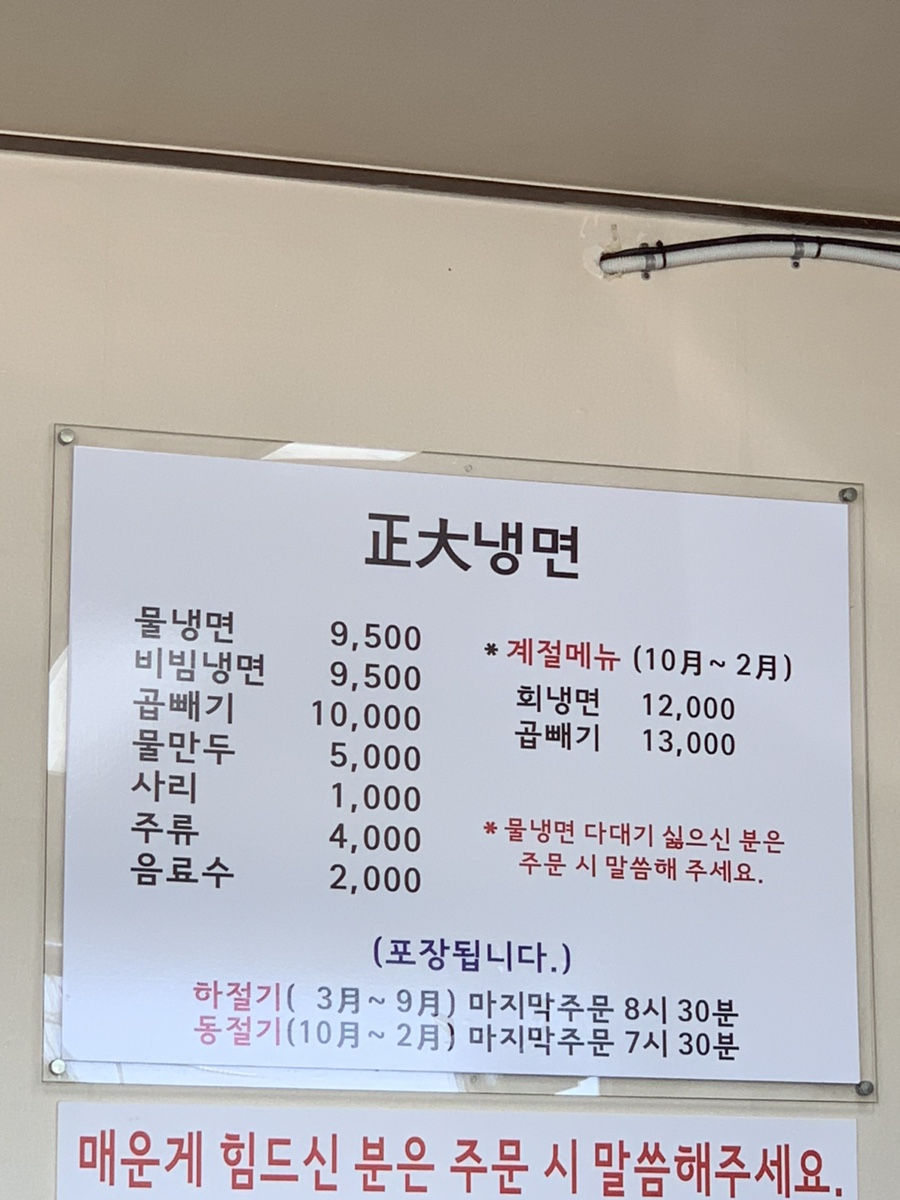 正大냉면
물냉면 9,500
비빔냉면 9,500
곱빼기 10,000
물만두 5,000
사리 1,000
주류 4,000
음료수 2,000
* 계절메뉴 (10月~ 2月)
회냉면 12,000
곱빼기 13,000
* 물냉면 다대기 싫으신 분은
주문 시 말씀해 주세요.
(포장됩니다.)
하절기( 3月~ 9月) 마지막주문 8시 30분
동절기(10月~ 2月) 마지막주문 7시 30분
매운게 힘드신 분은 주문 시 말씀해주세요.